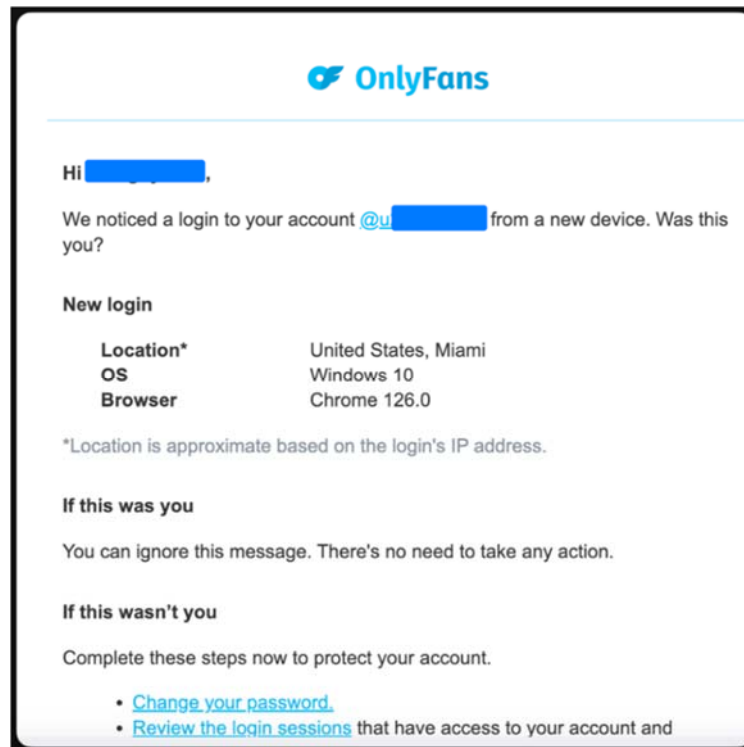 OnlyFans
Hi ,
We noticed a login to your account @u from a new device. Was this
you?
New login
Location* United States, Miami
OS Windows 10
Browser Chrome 126.0
*Location is approximate based on the login's IP address.
If this was you
You can ignore this message. There's no need to take any action.
If this wasn't you
Complete these steps now to protect your account.
• Change your password.
• Review the login sessions that have access to your account and